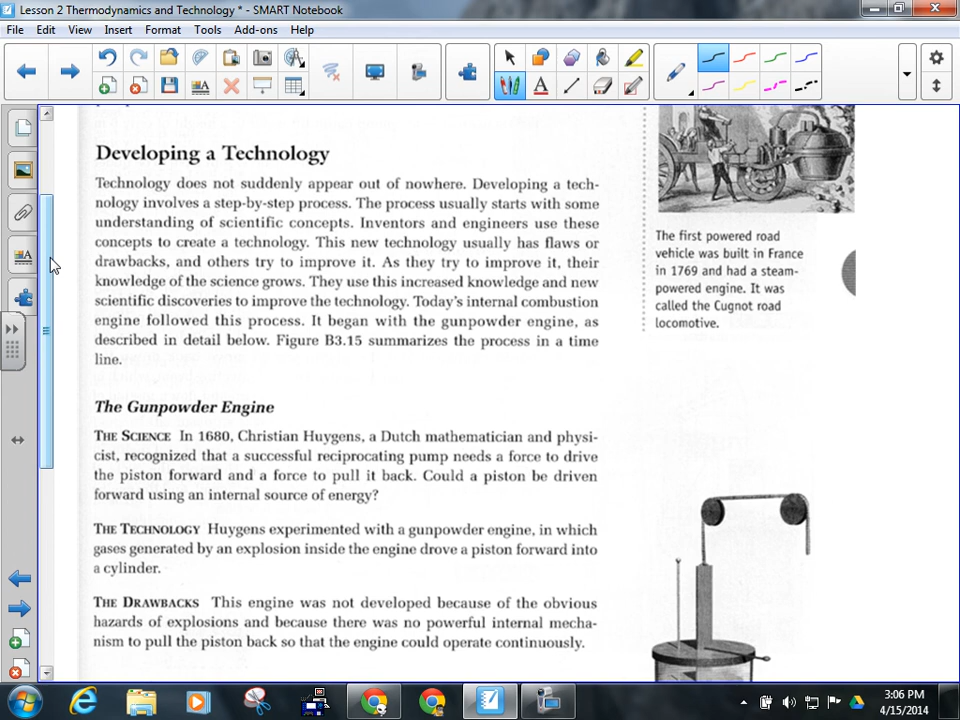 Lesson 2 Thermodynamics and Technology * - SMART Notebook
File Edit View Insert Format Tools Add-ons Help
Developing a Technology
Technology does not suddenly appear out of nowhere. Developing a tech-
nology involves a step-by-step process. The process usually starts with some
understanding of scientific concepts. Inventors and engineers use these
concepts to create a technology. This new technology usually has flaws or
drawbacks, and others try to improve it. As they try to improve it, their
knowledge of the science grows. They use this increased knowledge and new
scientific discoveries to improve the technology. Today's internal combustion
engine followed this process. It began with the gunpowder engine, as
described in detail below. Figure B3.15 summarizes the process in a time
line.
The first powered road
vehicle was built in France
in 1769 and had a steam-
powered engine. It was
called the Cugnot road
locomotive.
The Gunpowder Engine
THE SCIENCE In 1680, Christian Huygens, a Dutch mathematician and physi-
cist, recognized that a successful reciprocating pump needs a force to drive
the piston forward and a force to pull it back. Could a piston be driven
forward using an internal source of energy?
THE TECHNOLOGY Huygens experimented with a gunpowder engine, in which
gases generated by an explosion inside the engine drove a piston forward into
a cylinder.
THE DRAWBACKS This engine was not developed because of the obvious
hazards of explosions and because there was no powerful internal mecha-
nism to pull the piston back so that the engine could operate continuously.
3:06 PM
4/15/2014